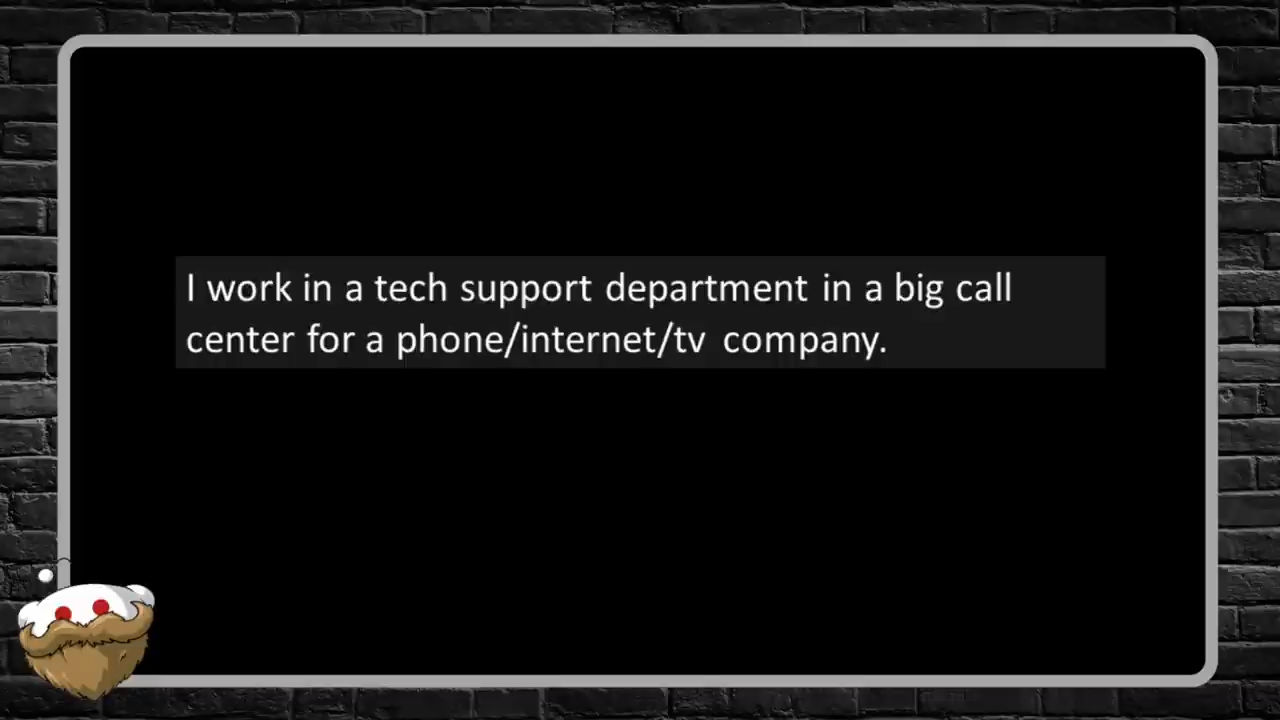 I work in a tech support department in a big call
center for a phone/internet/tv company.